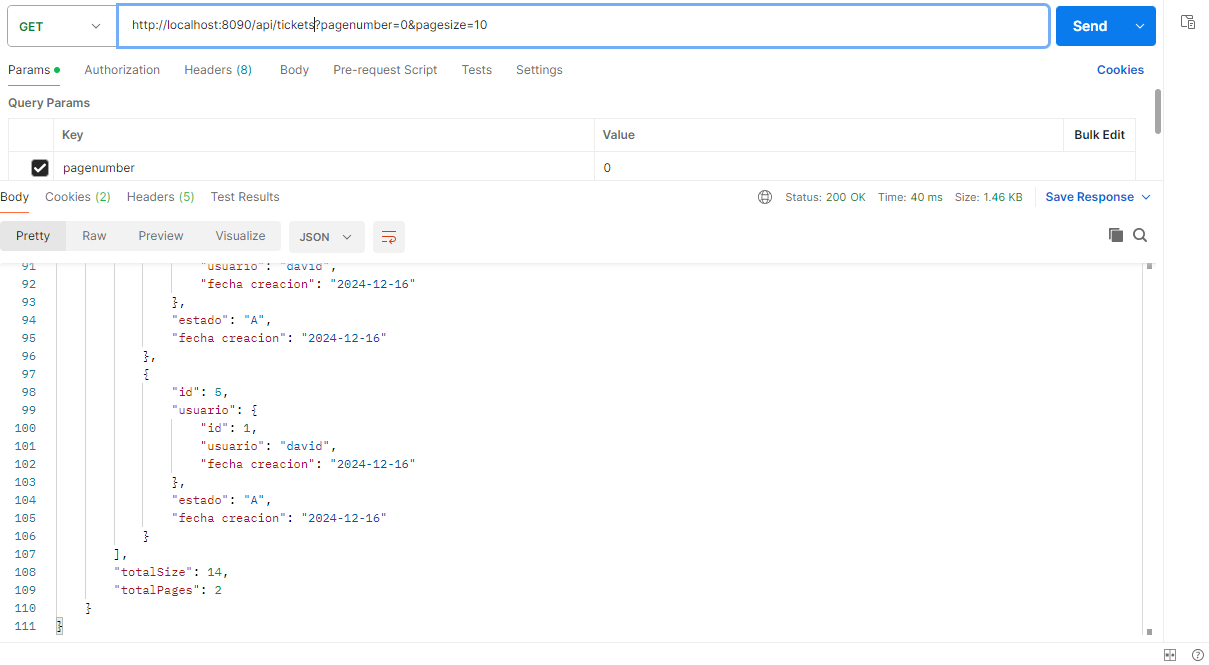 GET
http://localhost:8090/api/tickets?pagenumber=0&pagesize=10
Send
Params
Authorization
Headers (8)
Body
Pre-request Script
Tests
Settings
Cookies
Query Params
Key
Value
Bulk Edit
pagenumber
0
Body
Cookies (2)
Headers (5)
Test Results
Status: 200 OK
Time: 40 ms
Size: 1.46 KB
Save Response
Pretty
Raw
Preview
Visualize
JSON
91 "usuario": "david",
92 "fecha creacion": "2024-12-16"
93 },
94 "estado": "A",
95 "fecha creacion": "2024-12-16"
96 },
97 {
98 "id": 5,
99 "usuario": {
100 "id": 1,
101 "usuario": "david",
102 "fecha creacion": "2024-12-16"
103 },
104 "estado": "A",
105 "fecha creacion": "2024-12-16"
106 }
107 ],
108 "totalSize": 14,
109 "totalPages": 2
110 }
111 }